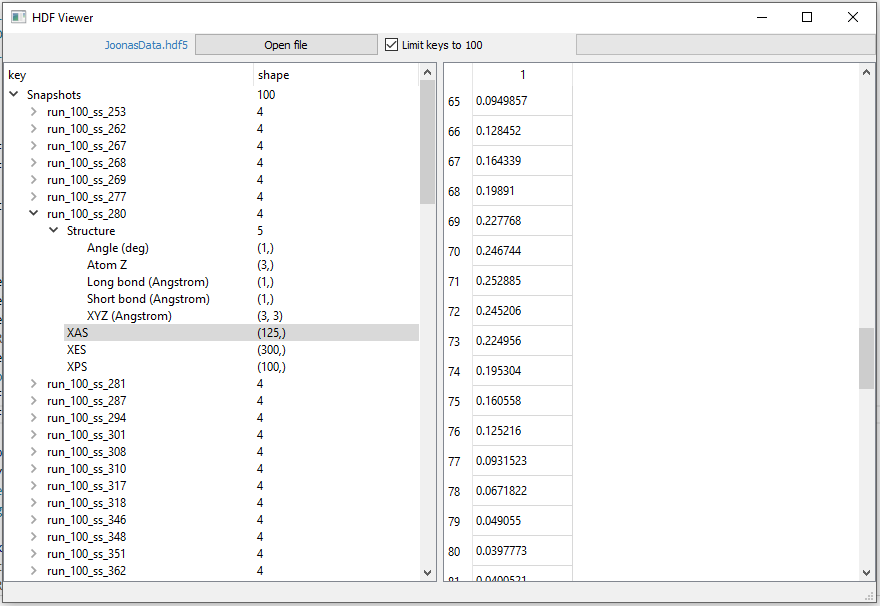 HDF Viewer
JoonasData.hdf5 Open file Limit keys to 100
key shape
Snapshots 100
run_100_ss_253 4
run_100_ss_262 4
run_100_ss_267 4
run_100_ss_268 4
run_100_ss_269 4
run_100_ss_277 4
run_100_ss_280 4
Structure 5
Angle (deg) (1,)
Atom Z (3,)
Long bond (Angstrom) (1,)
Short bond (Angstrom) (1,)
XYZ (Angstrom) (3, 3)
XAS (125,)
XES (300,)
XPS (100,)
run_100_ss_281 4
run_100_ss_287 4
run_100_ss_294 4
run_100_ss_301 4
run_100_ss_308 4
run_100_ss_310 4
run_100_ss_317 4
run_100_ss_318 4
run_100_ss_346 4
run_100_ss_348 4
run_100_ss_351 4
run_100_ss_362 4
1
65 0.0949857
66 0.128452
67 0.164339
68 0.19891
69 0.227768
70 0.246744
71 0.252885
72 0.245206
73 0.224956
74 0.195304
75 0.160558
76 0.125216
77 0.0931523
78 0.0671822
79 0.049055
80 0.0397773
81 0.0400521